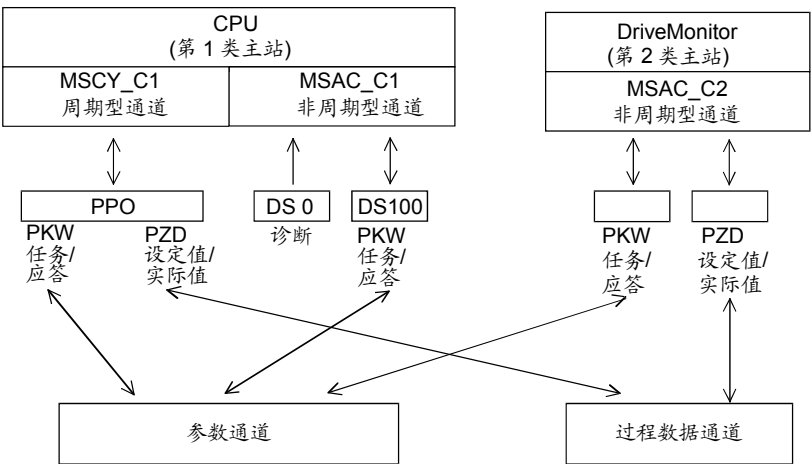 CPU
(第 1 类主站)
MSCY_C1
周期型通道
MSAC_C1
非周期型通道
DriveMonitor
(第 2 类主站)
MSAC_C2
非周期型通道
PPO
DS 0
DS100
PKW
任务/
应答
PZD
设定值/
实际值
诊断
PKW
任务/
应答
PKW
任务/
应答
PZD
设定值/
实际值
参数通道
过程数据通道